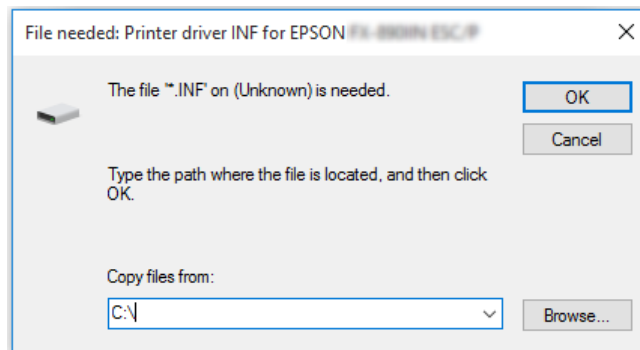 File needed: Printer driver INF for EPSON
The file '*.INF' on (Unknown) is needed.
OK
Cancel
Type the path where the file is located, and then click
OK.
Copy files from:
C:\
Browse...